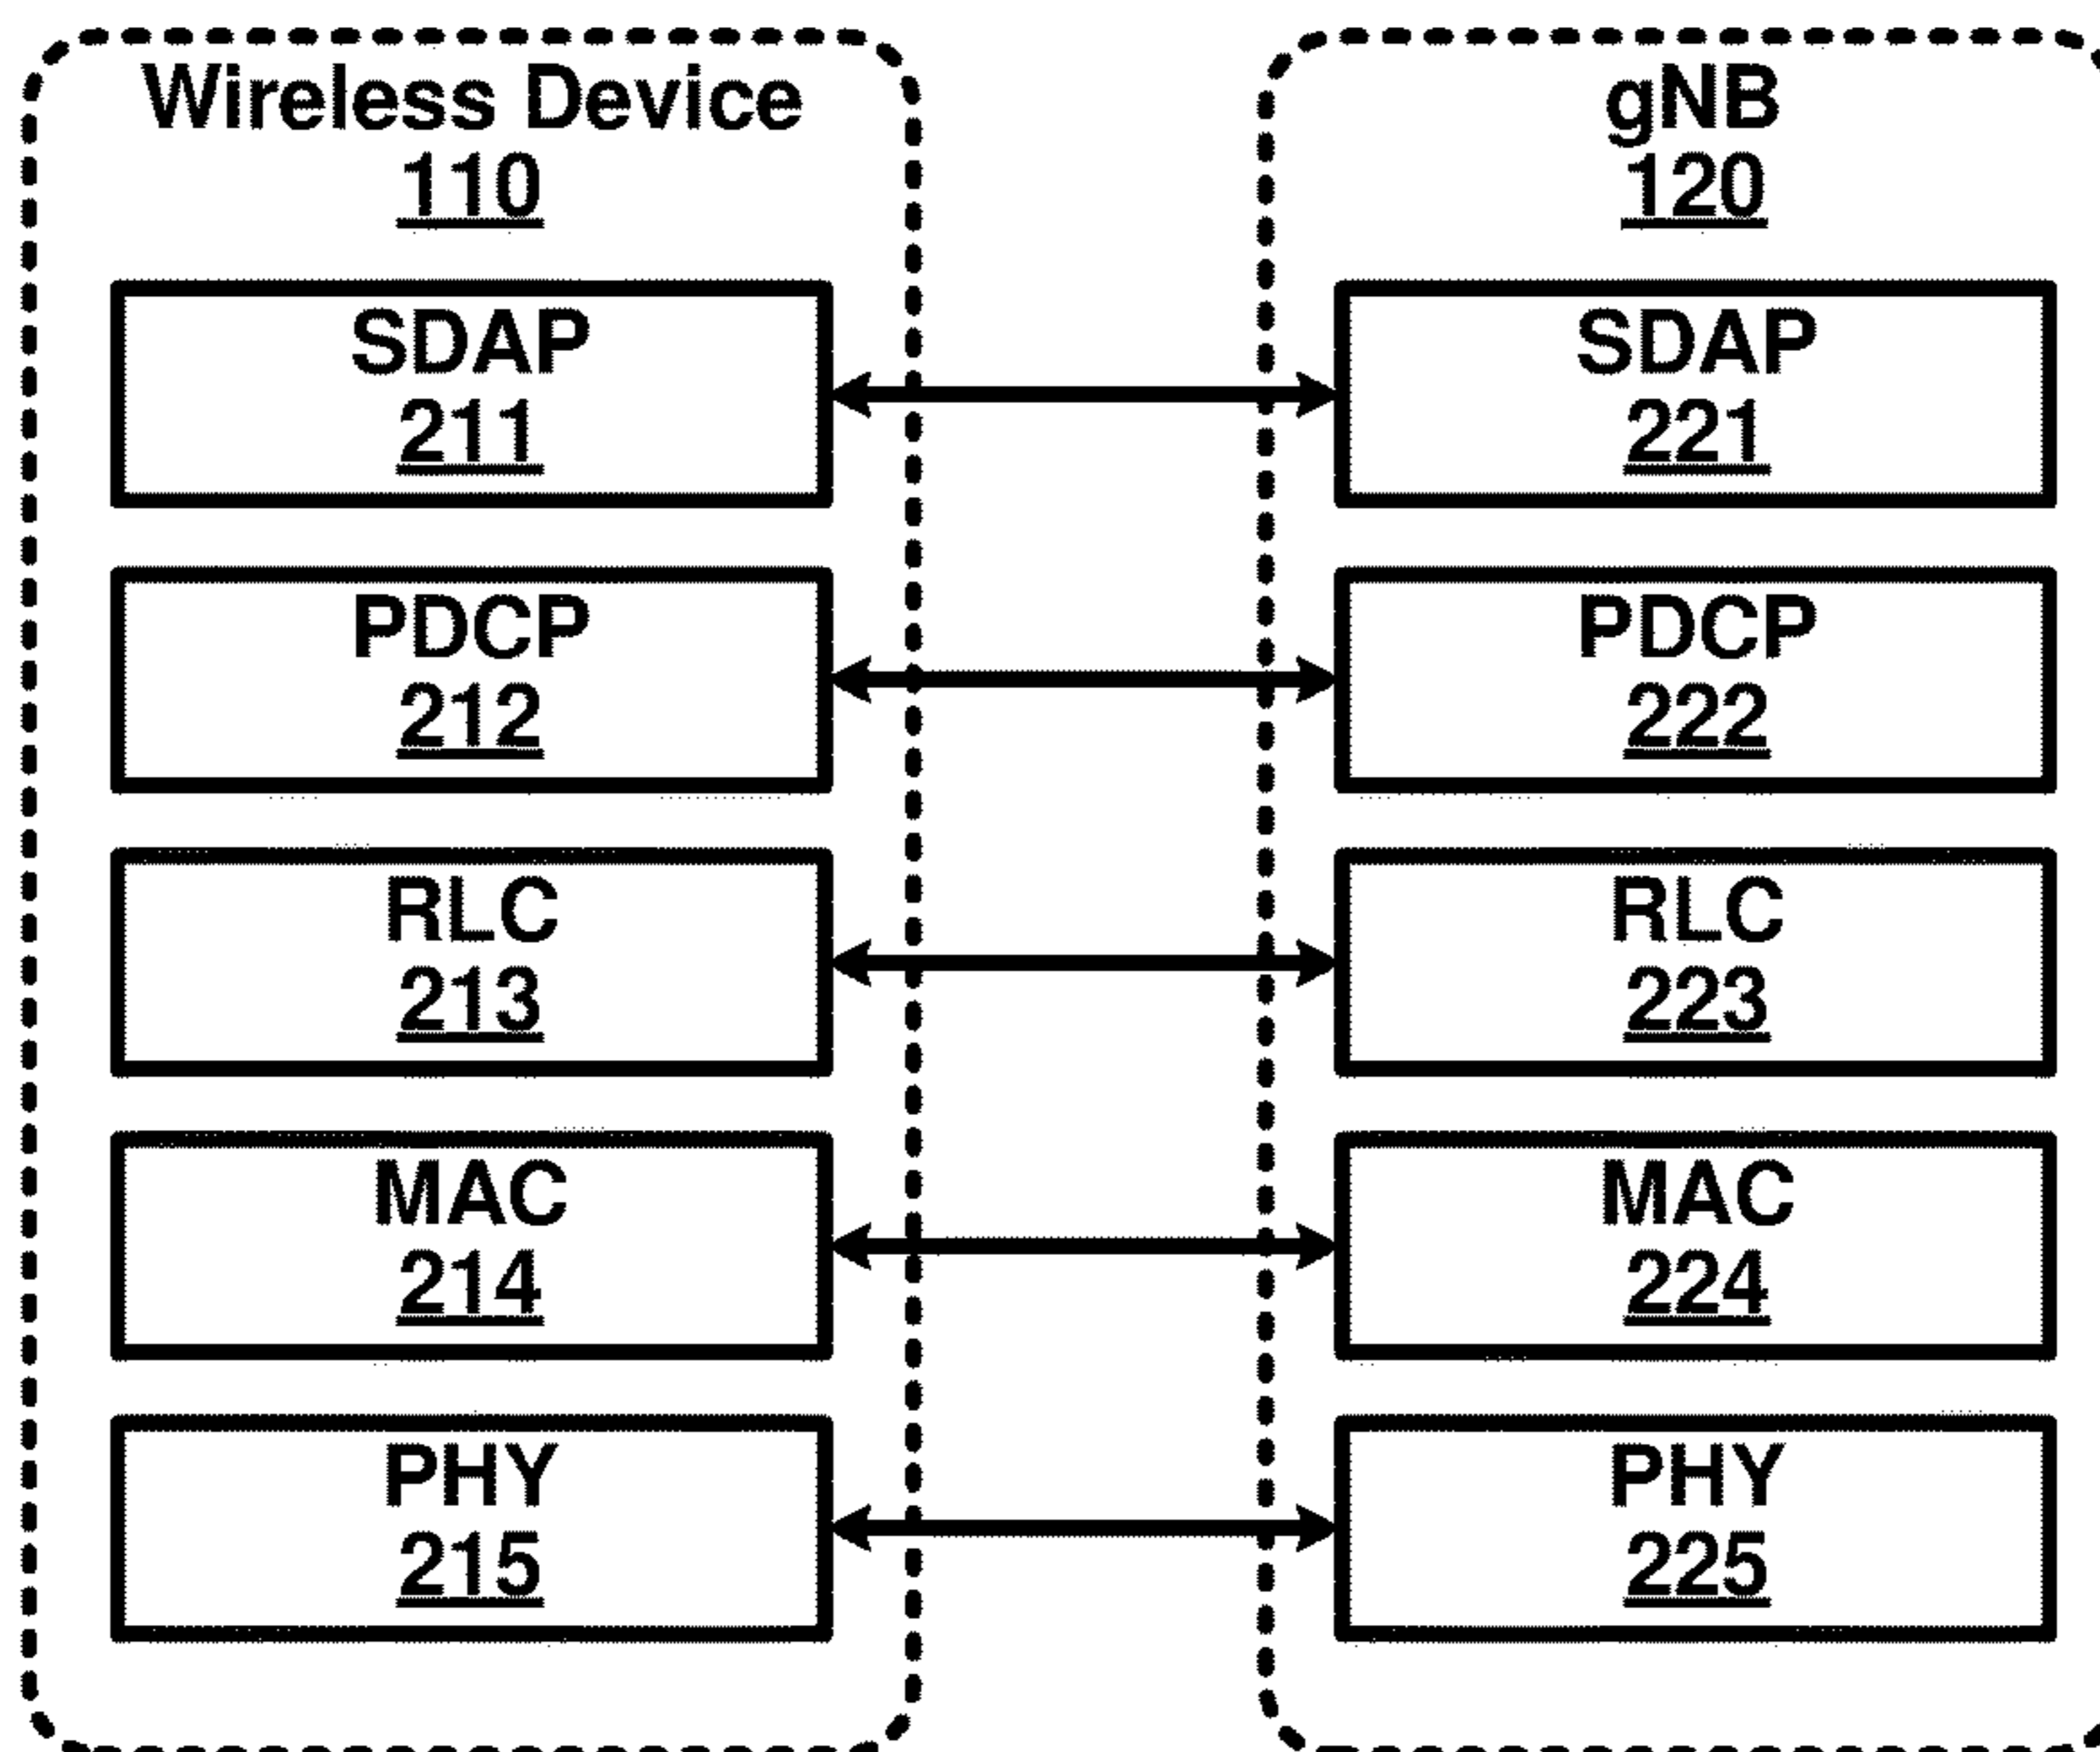 Wireless Device
110
SDAP
211
PDCP
212
RLC
213
MAC
214
PHY
215
gNB
120
SDAP
221
PDCP
222
RLC
223
MAC
224
PHY
225